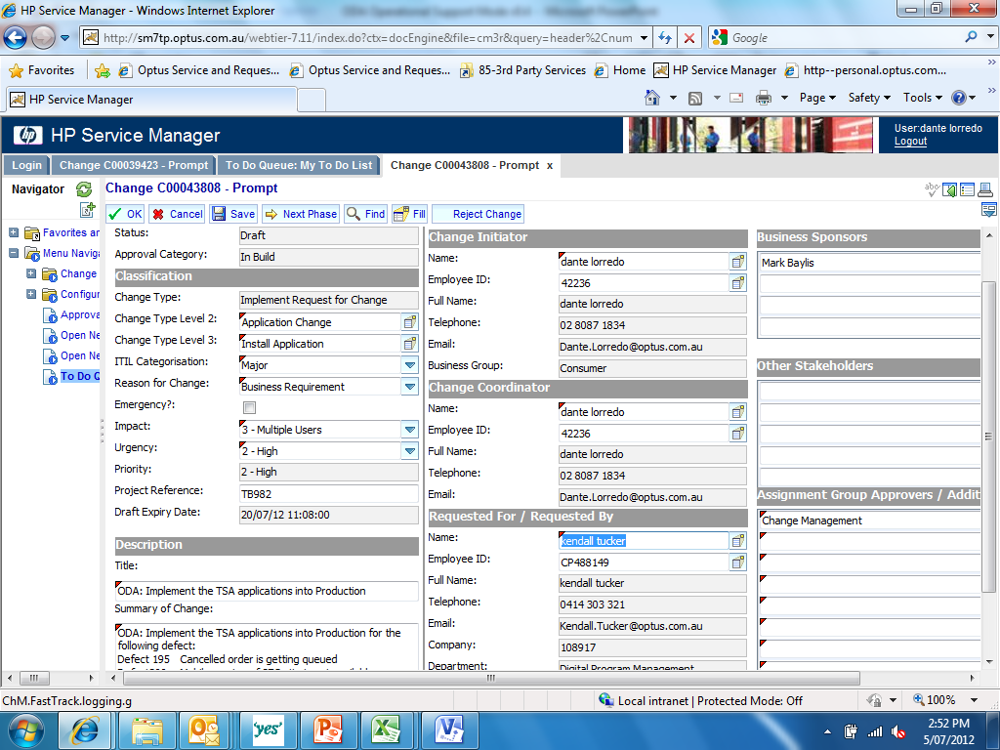 HP Service Manager - Windows Internet Explorer
http://sm7tp.optus.com.au/webtier-7.11/index.do?ctx=docEngine&file=cm3r&query=header%2Cnum
Google
Favorites
Optus Service and Reques...
Optus Service and Reques...
85-3rd Party Services
Home
HP Service Manager
http--personal.optus.com...
HP Service Manager
Page
Safety
Tools
hp
HP Service Manager
User:dante lorredo
Logout
Login
Change C00039423 - Prompt
To Do Queue: My To Do List
Change C00043808 - Prompt x
Navigator
Favorites an
Menu Naviga
Change
Configur
Approva
Open Ne
Open Ne
To Do Q
Change C00043808 - Prompt
OK
Cancel
Save
Next Phase
Find
Fill
Reject Change
abc
Status: Draft
Approval Category: In Build
Classification
Change Type: Implement Request for Change
Change Type Level 2: Application Change
Change Type Level 3: Install Application
ITIL Categorisation: Major
Reason for Change: Business Requirement
Emergency?:
Impact: 3 - Multiple Users
Urgency: 2 - High
Priority: 2 - High
Project Reference: TB982
Draft Expiry Date: 20/07/12 11:08:00
Description
Title:
ODA: Implement the TSA applications into Production
Summary of Change:
ODA: Implement the TSA applications into Production for the
following defect:
Defect 195 Cancelled order is getting queued
Change Initiator
Name: dante lorredo
Employee ID: 42236
Full Name: dante lorredo
Telephone: 02 8087 1834
Email: Dante.Lorredo@optus.com.au
Business Group: Consumer
Change Coordinator
Name: dante lorredo
Employee ID: 42236
Full Name: dante lorredo
Telephone: 02 8087 1834
Email: Dante.Lorredo@optus.com.au
Requested For / Requested By
Name: kendall tucker
Employee ID: CP488149
Full Name: kendall tucker
Telephone: 0414 303 321
Email: Kendall.Tucker@optus.com.au
Company: 108917
Department: Digital Program Management
Business Sponsors
Mark Baylis
Other Stakeholders
Assignment Group Approvers / Addit
Change Management
ChM.FastTrack.logging.g
Local intranet | Protected Mode: Off
100%
'yes'
2:52 PM
5/07/2012